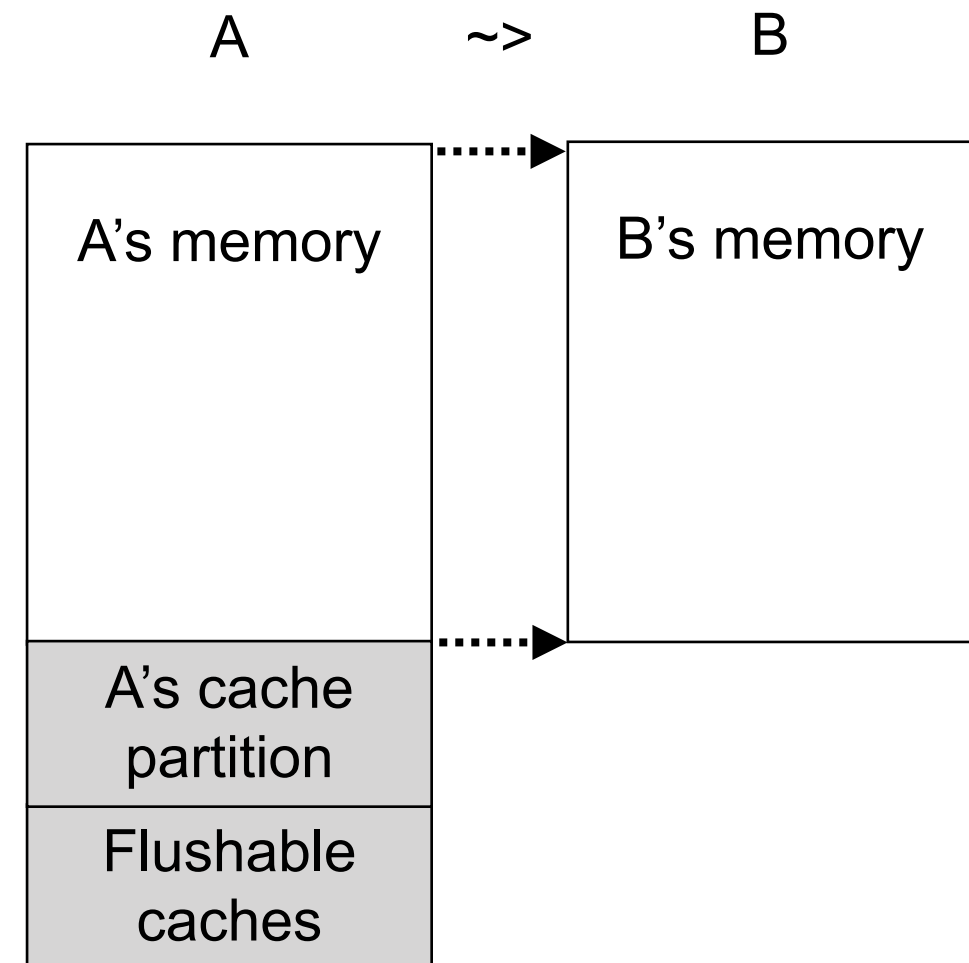 A ~> B
A’s memory
B’s memory
A’s cache
partition
Flushable
caches